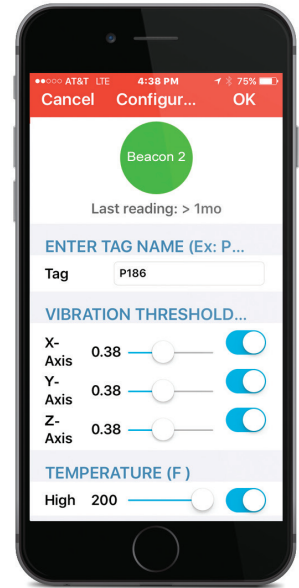 AT&T LTE 4:38 PM 75%
Cancel Configur... OK
Beacon 2
Last reading: > 1mo
ENTER TAG NAME (Ex: P...
Tag P186
VIBRATION THRESHOLD...
X-
Axis 0.38
Y-
Axis 0.38
Z-
Axis 0.38
TEMPERATURE (F )
High 200